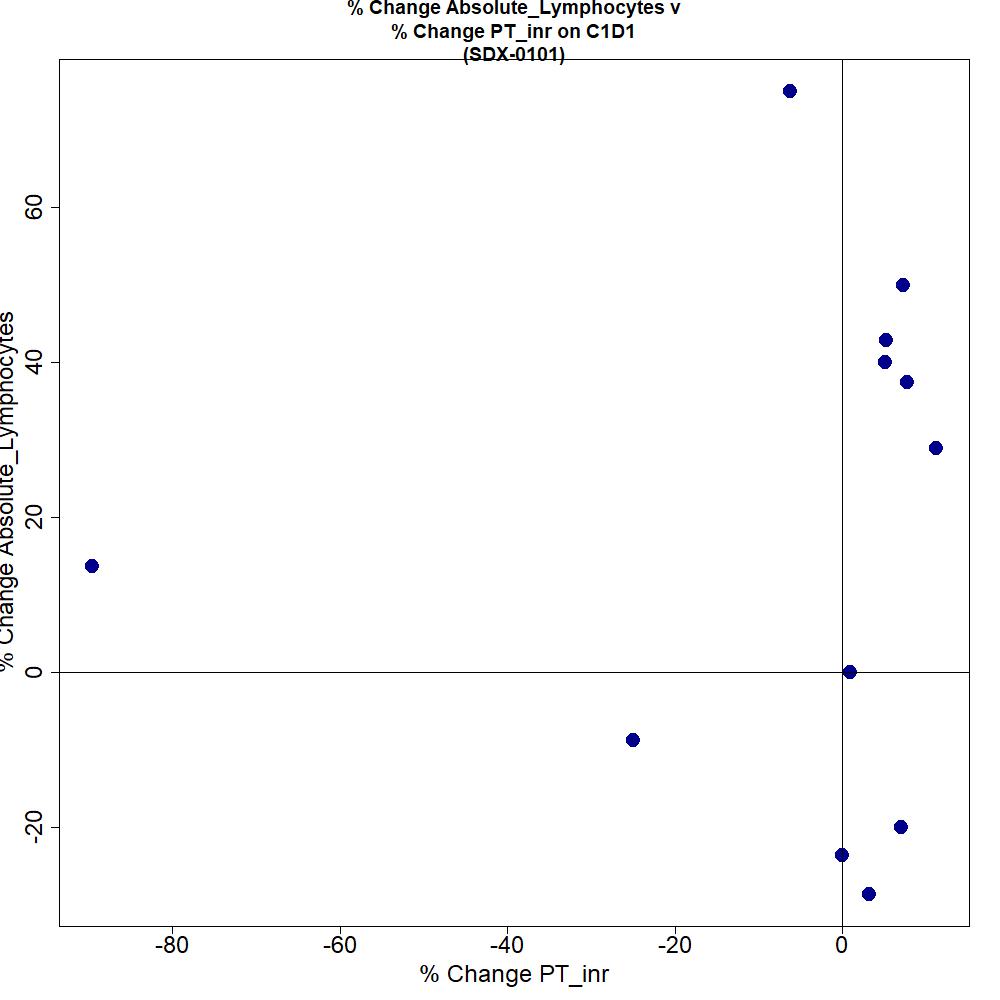 % Change Absolute_Lymphocytes v
% Change PT_inr on C1D1
(SDX-0101)
% Change Absolute_Lymphocytes
60
40
20
0
-20
-80
-60
-40
-20
0
% Change PT_inr